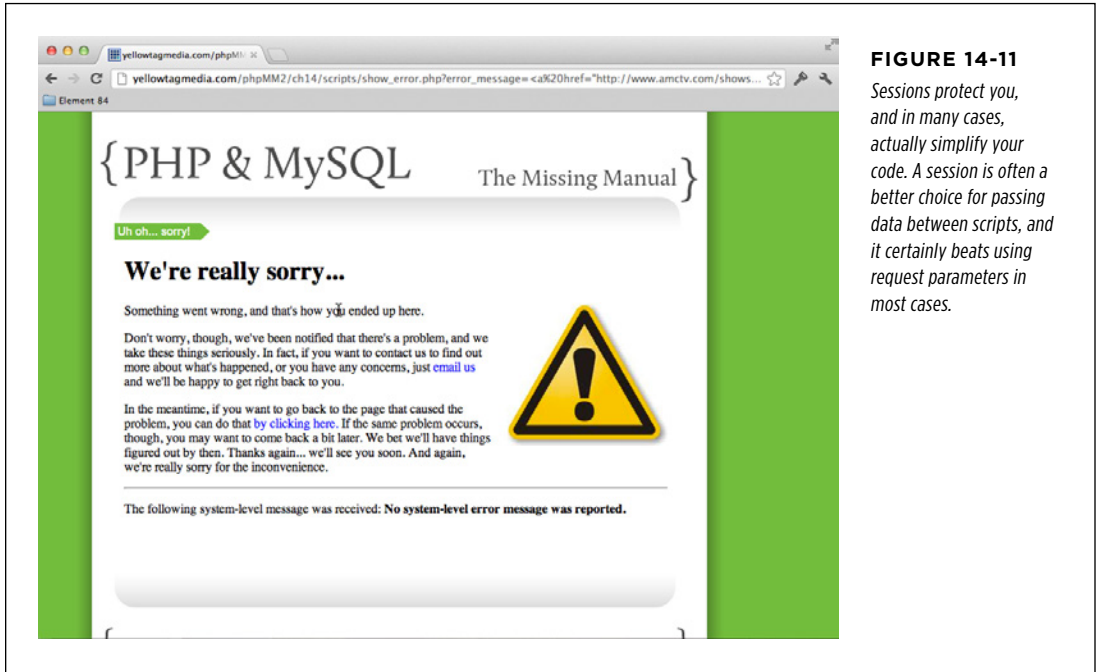 yellowtagmedia.com/phpMM
yellowtagmedia.com/phpMM2/ch14/scripts/show_error.php?error_message=<a%20href="http://www.amctv.com/shows...
Element 84
{PHP & MySQL
The Missing Manual}
Uh oh... sorry!
We're really sorry...
Something went wrong, and that's how you ended up here.
Don't worry, though, we've been notified that there's a problem, and we
take these things seriously. In fact, if you want to contact us to find out
more about what's happened, or you have any concerns, just email us
and we'll be happy to get right back to you.
In the meantime, if you want to go back to the page that caused the
problem, you can do that by clicking here. If the same problem occurs,
though, you may want to come back a bit later. We bet we'll have things
figured out by then. Thanks again... we'll see you soon. And again,
we're really sorry for the inconvenience.
The following system-level message was received: No system-level error message was reported.
FIGURE 14-11
Sessions protect you,
and in many cases,
actually simplify your
code. A session is often a
better choice for passing
data between scripts, and
it certainly beats using
request parameters in
most cases.